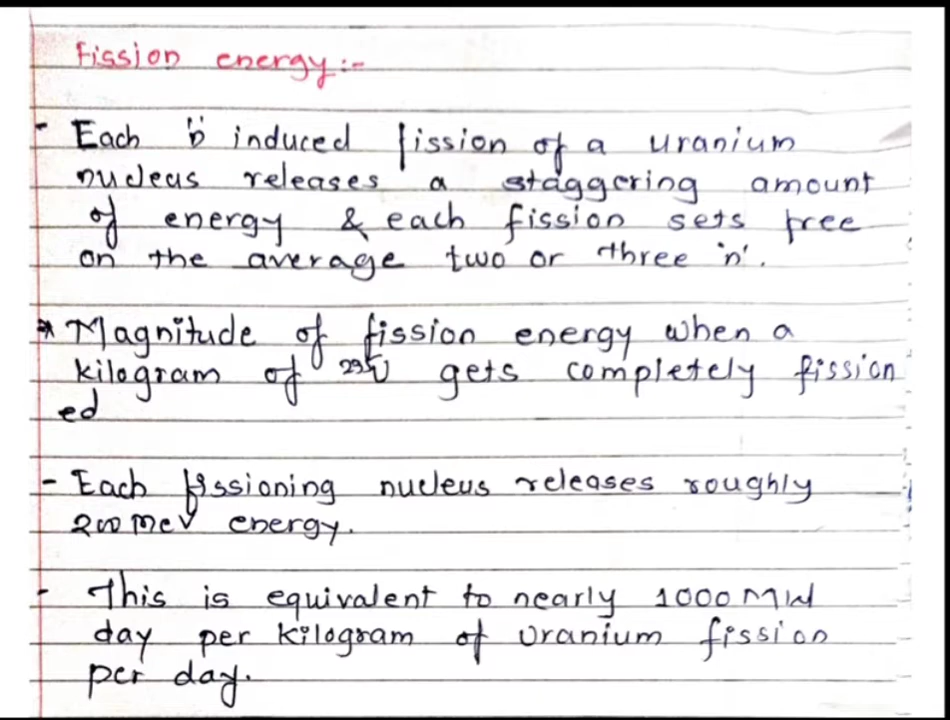 Fission energy:-
- Each 'n' induced fission of a uranium
nucleus releases a staggering amount
of energy & each fission sets free
on the average two or three 'n'.
* Magnitude of fission energy when a
kilogram of 235U gets completely fission
ed
- Each fissioning nucleus releases roughly
200 MeV energy.
- This is equivalent to nearly 1000 MW
day per kilogram of Uranium fission
per day.